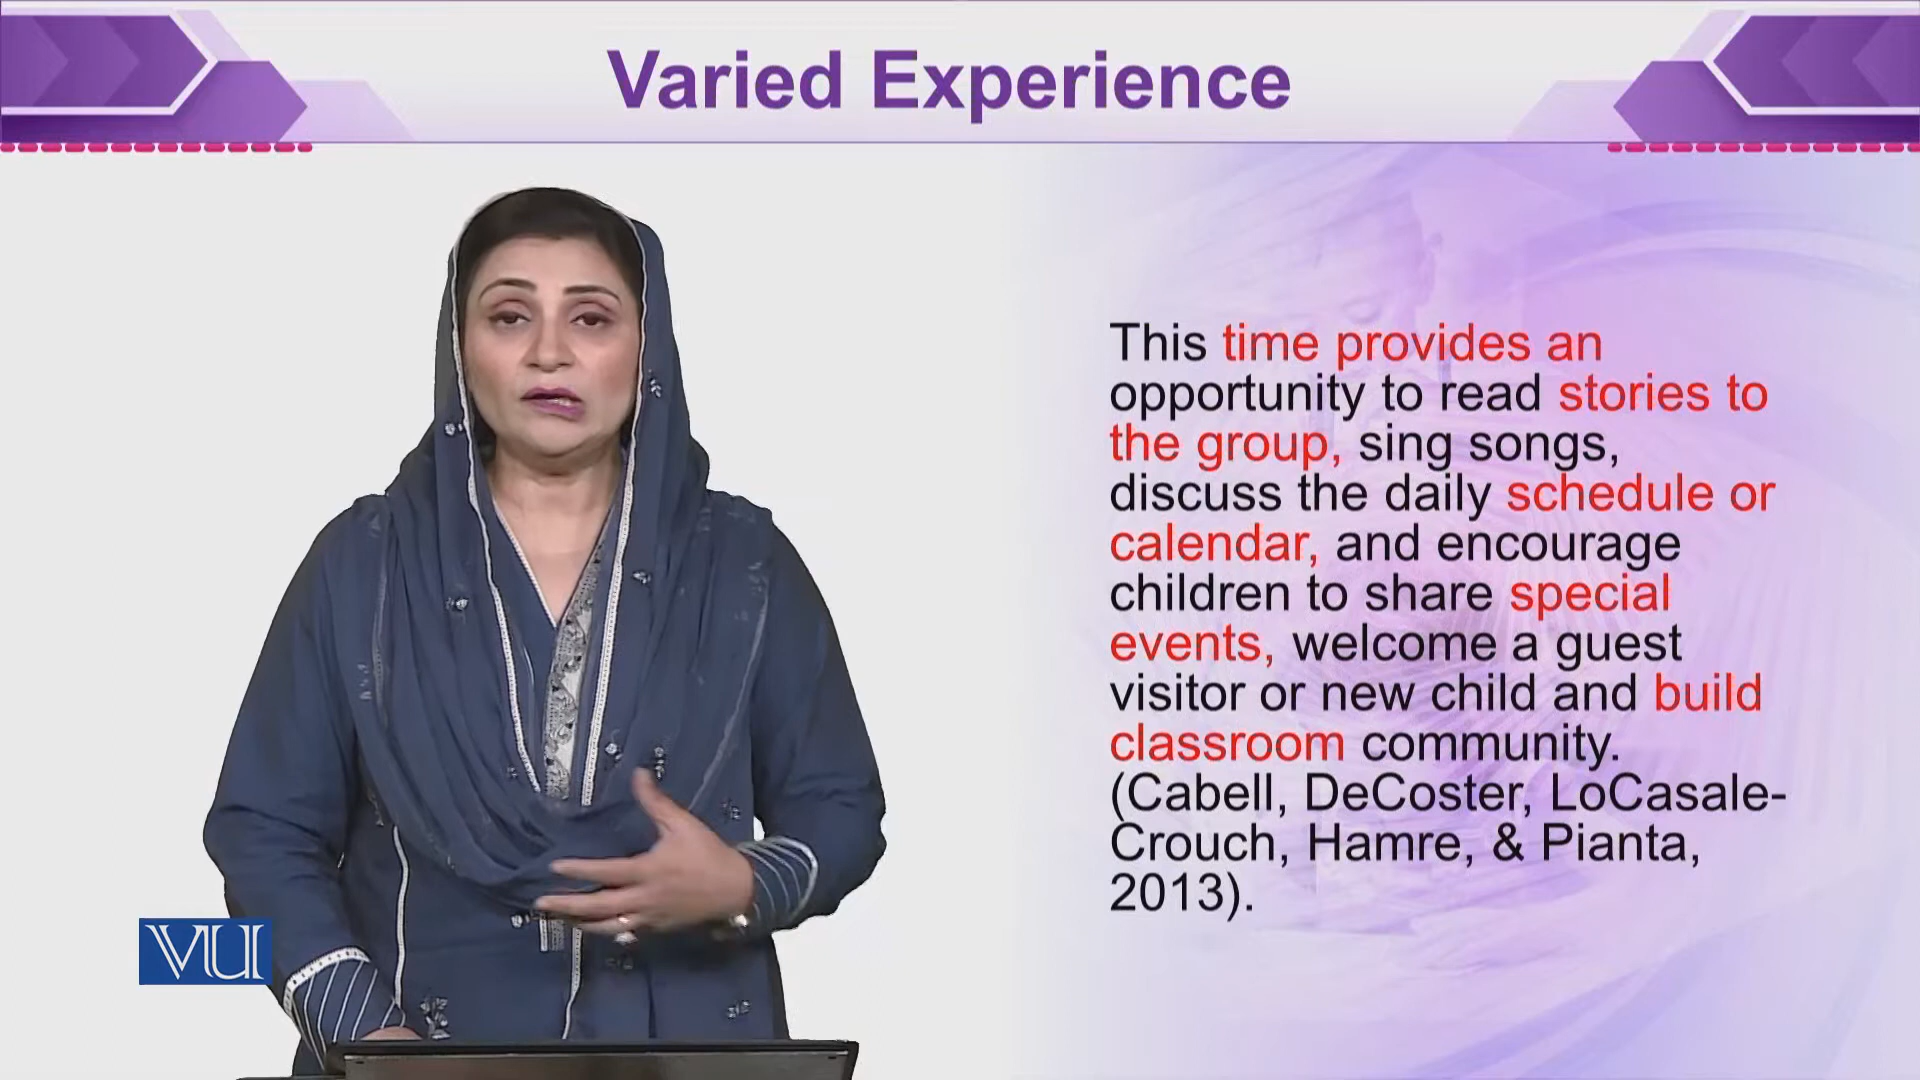 Varied Experience
This time provides an
opportunity to read stories to
the group, sing songs,
discuss the daily schedule or
calendar, and encourage
children to share special
events, welcome a guest
visitor or new child and build
classroom community.
(Cabell, DeCoster, LoCasale-
Crouch, Hamre, & Pianta,
2013).
VU